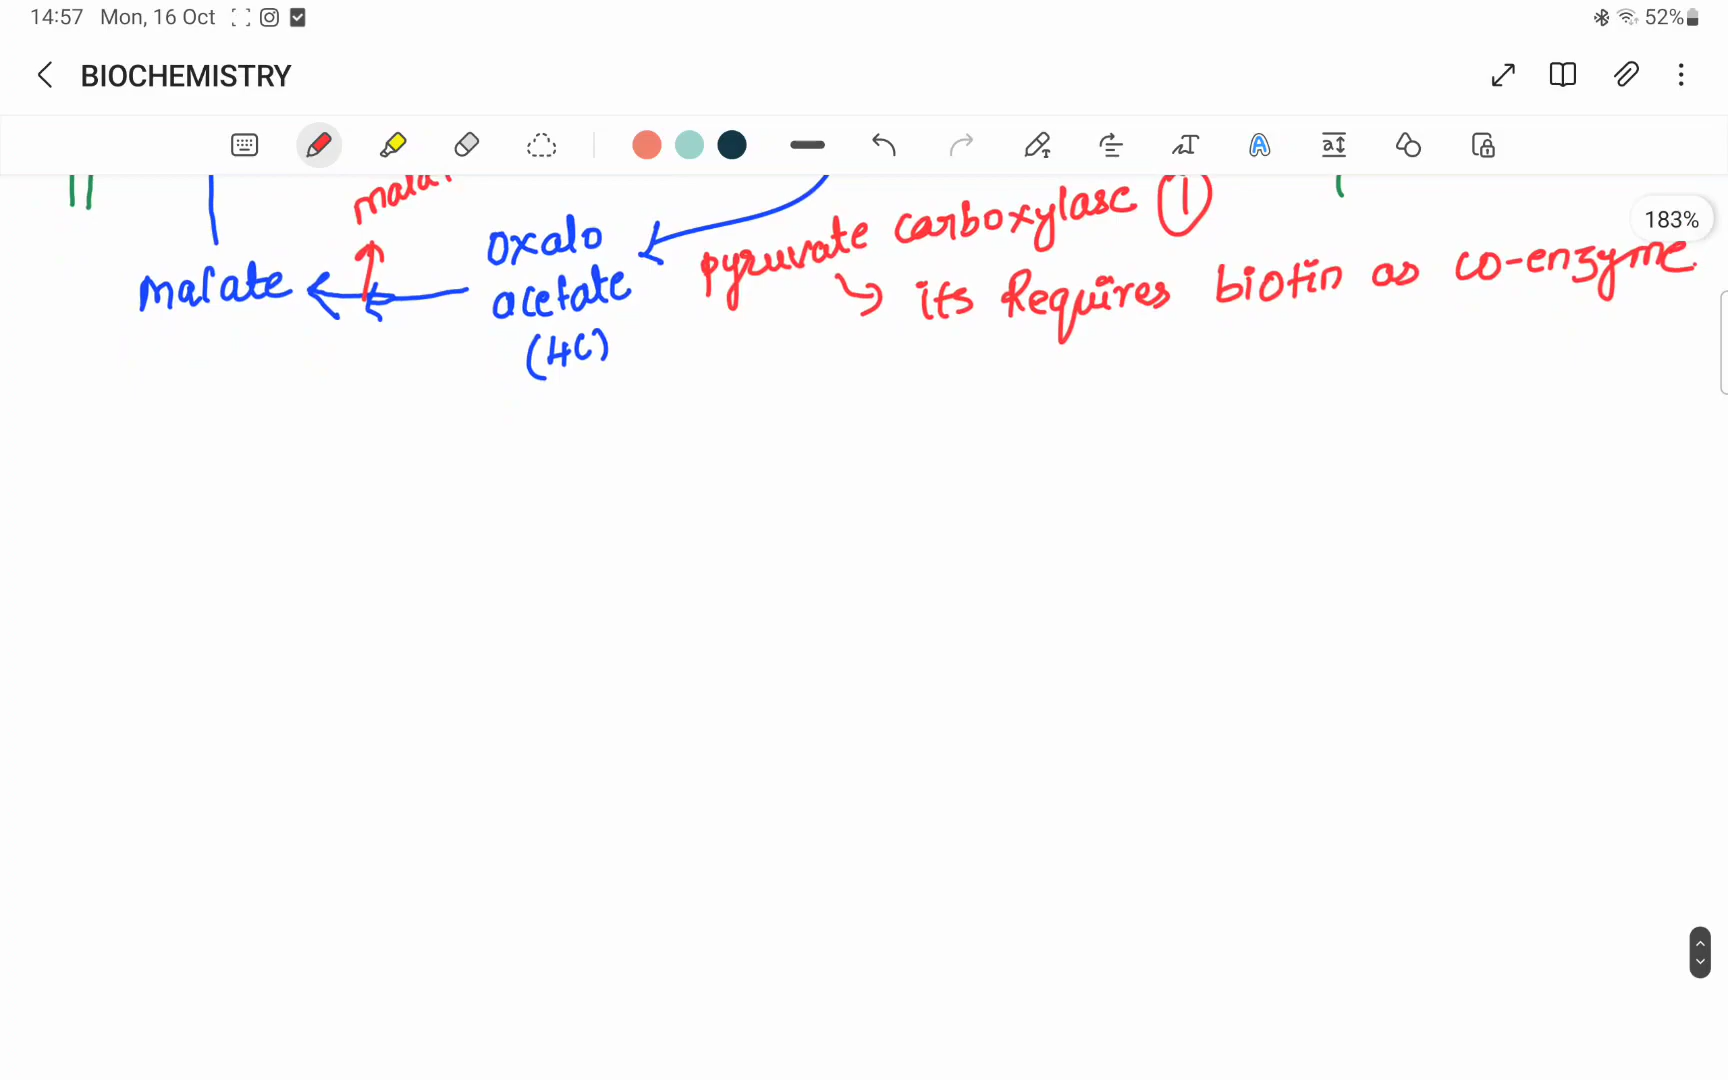 14:57 Mon, 16 Oct
52%
BIOCHEMISTRY
183%
pyruvate carboxylase ①
its Requires biotin as co-enzyme.
malate
oxalo
acetate
(4C)